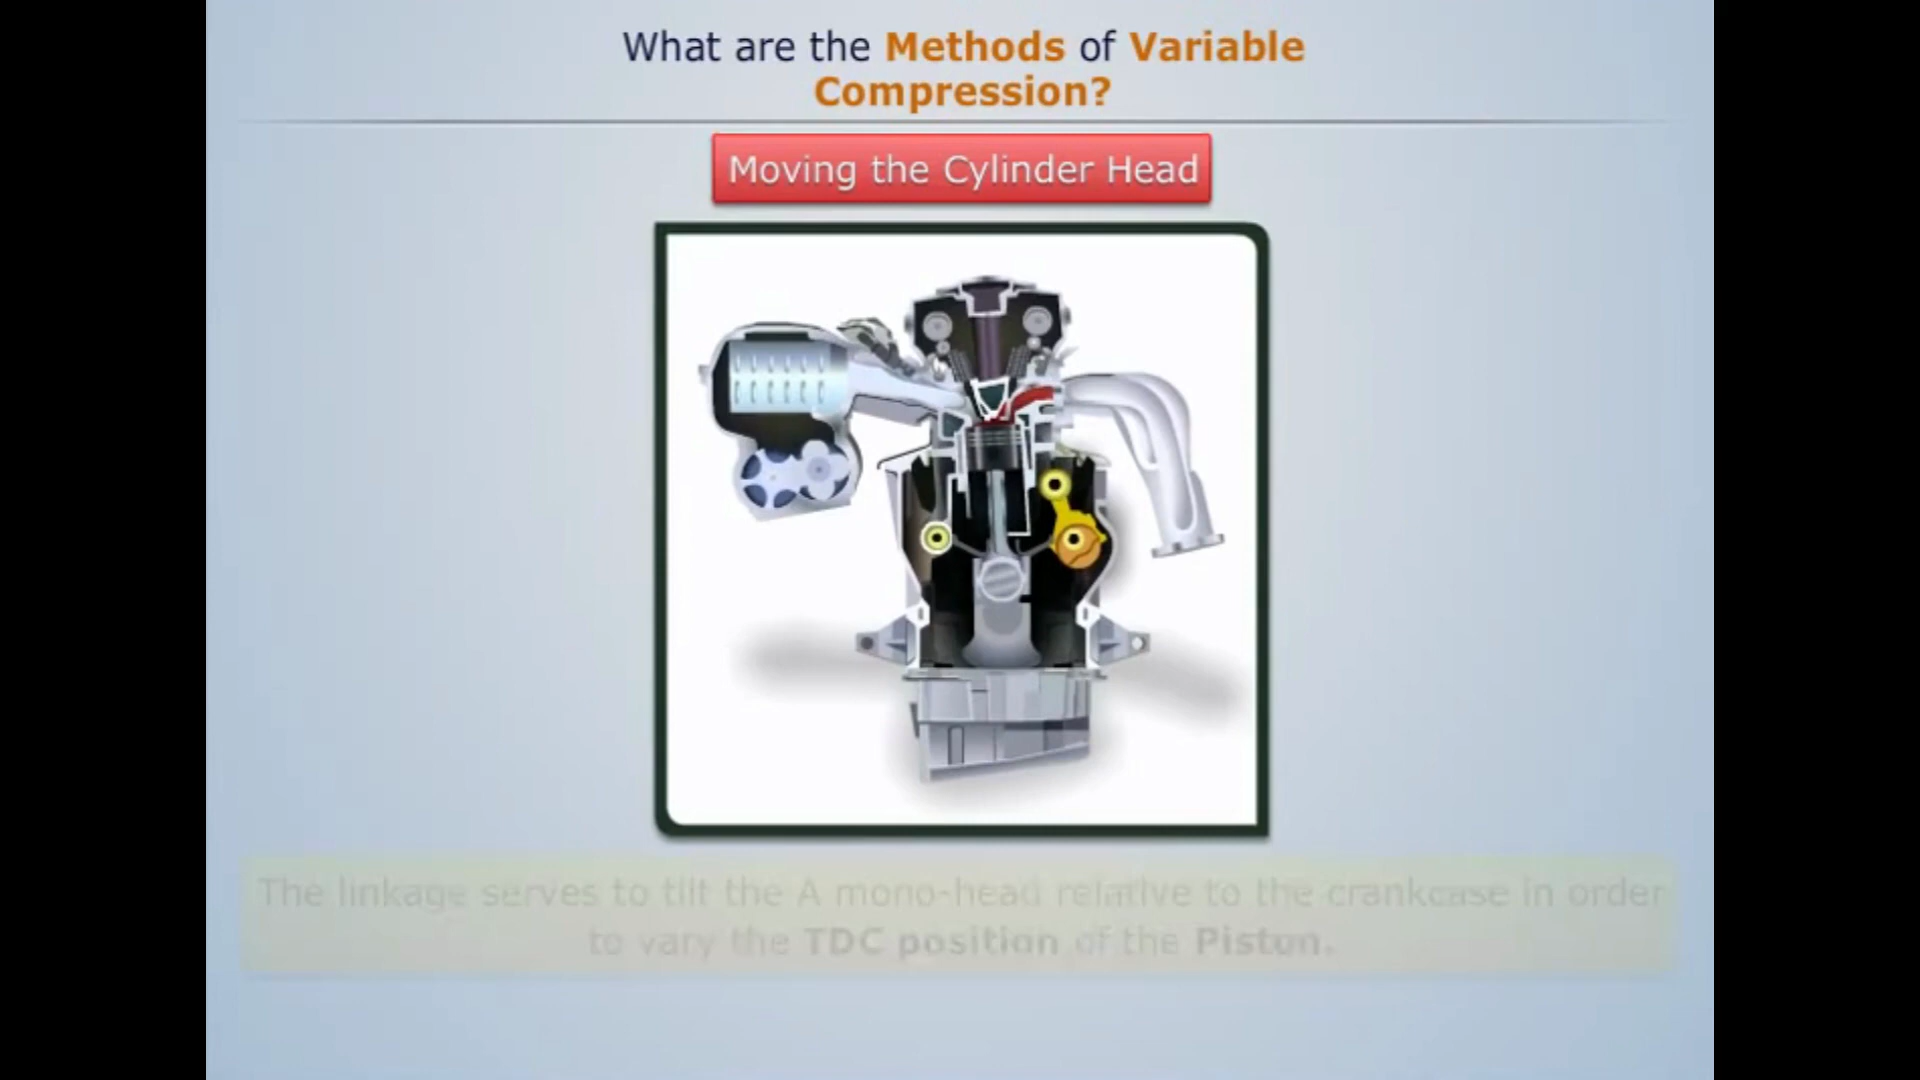 What are the Methods of Variable
Compression?
Moving the Cylinder Head
The linkage serves to tilt the A mono-head relative to the crankcase in order
to vary the TDC position of the Piston.